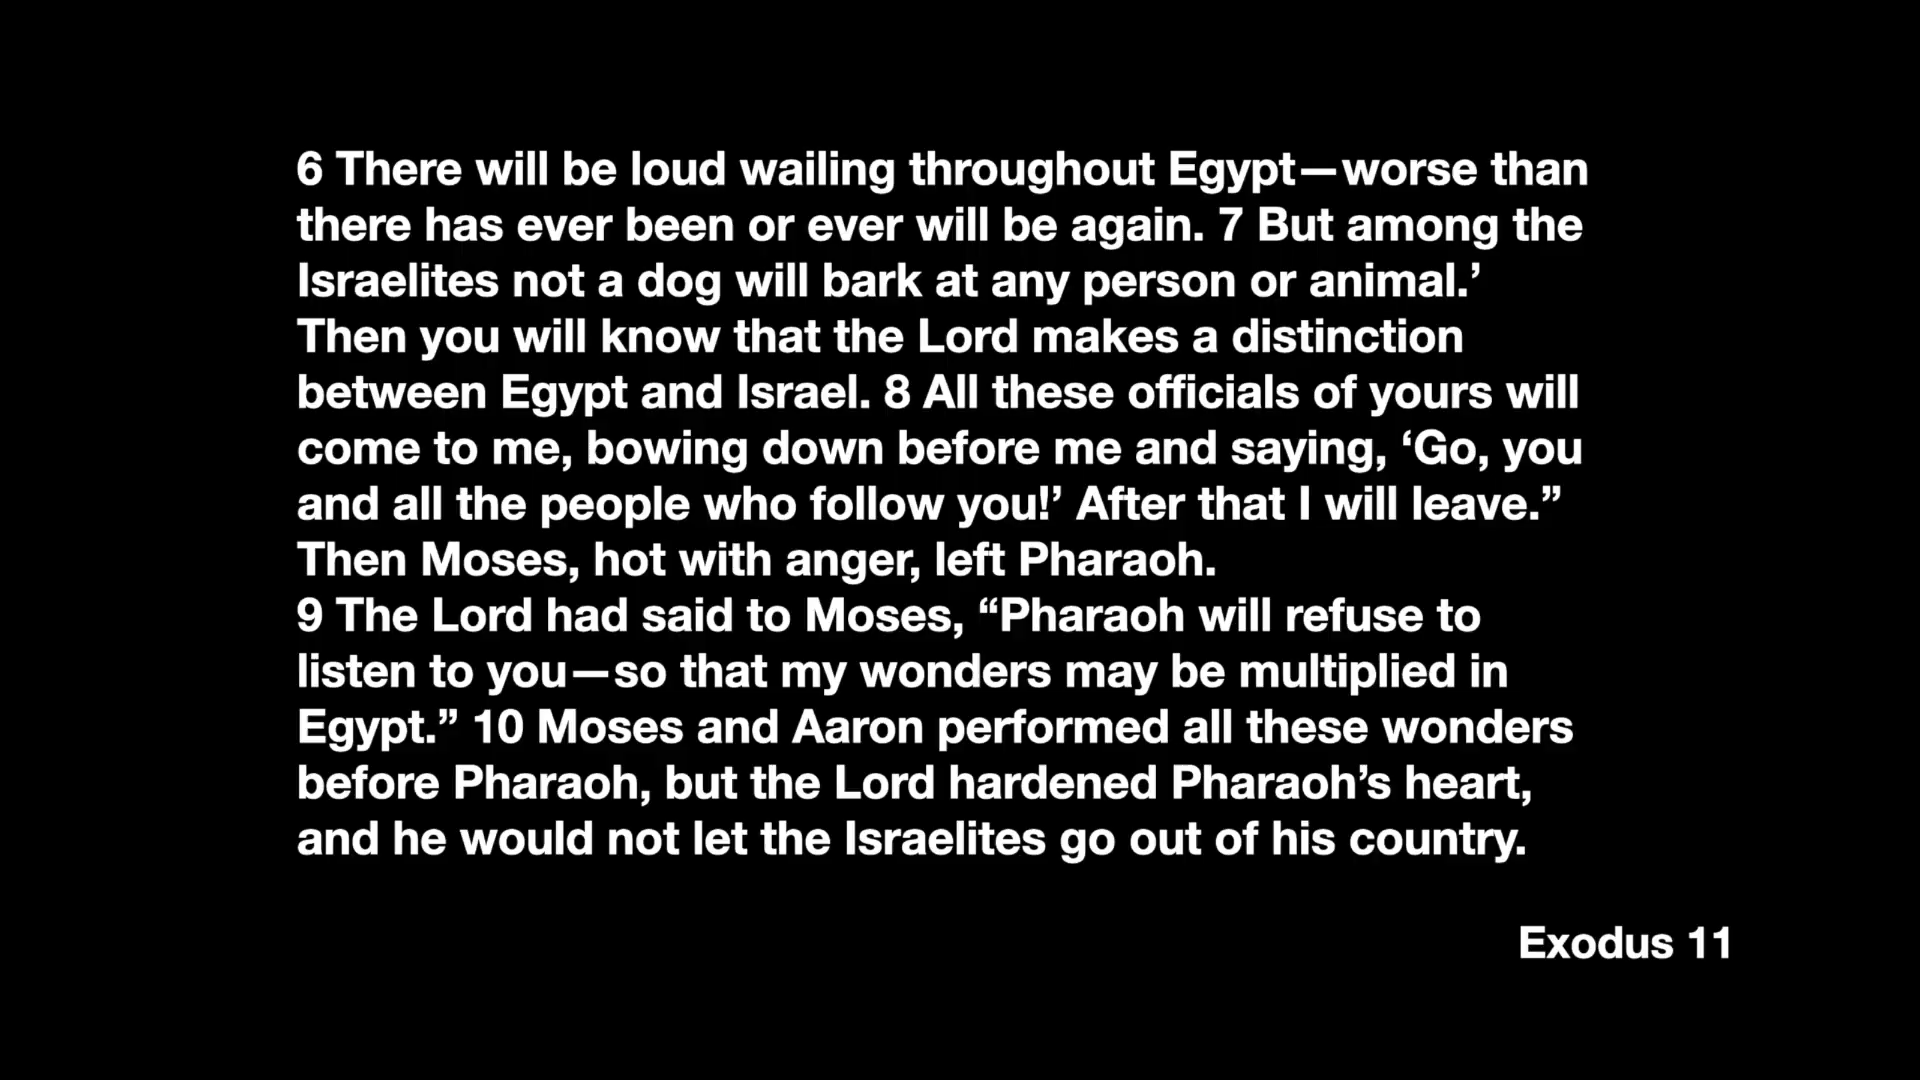 6 There will be loud wailing throughout Egypt—worse than
there has ever been or ever will be again. 7 But among the
Israelites not a dog will bark at any person or animal.’
Then you will know that the Lord makes a distinction
between Egypt and Israel. 8 All these officials of yours will
come to me, bowing down before me and saying, ‘Go, you
and all the people who follow you!’ After that I will leave.”
Then Moses, hot with anger, left Pharaoh.
9 The Lord had said to Moses, “Pharaoh will refuse to
listen to you—so that my wonders may be multiplied in
Egypt.” 10 Moses and Aaron performed all these wonders
before Pharaoh, but the Lord hardened Pharaoh’s heart,
and he would not let the Israelites go out of his country.
Exodus 11